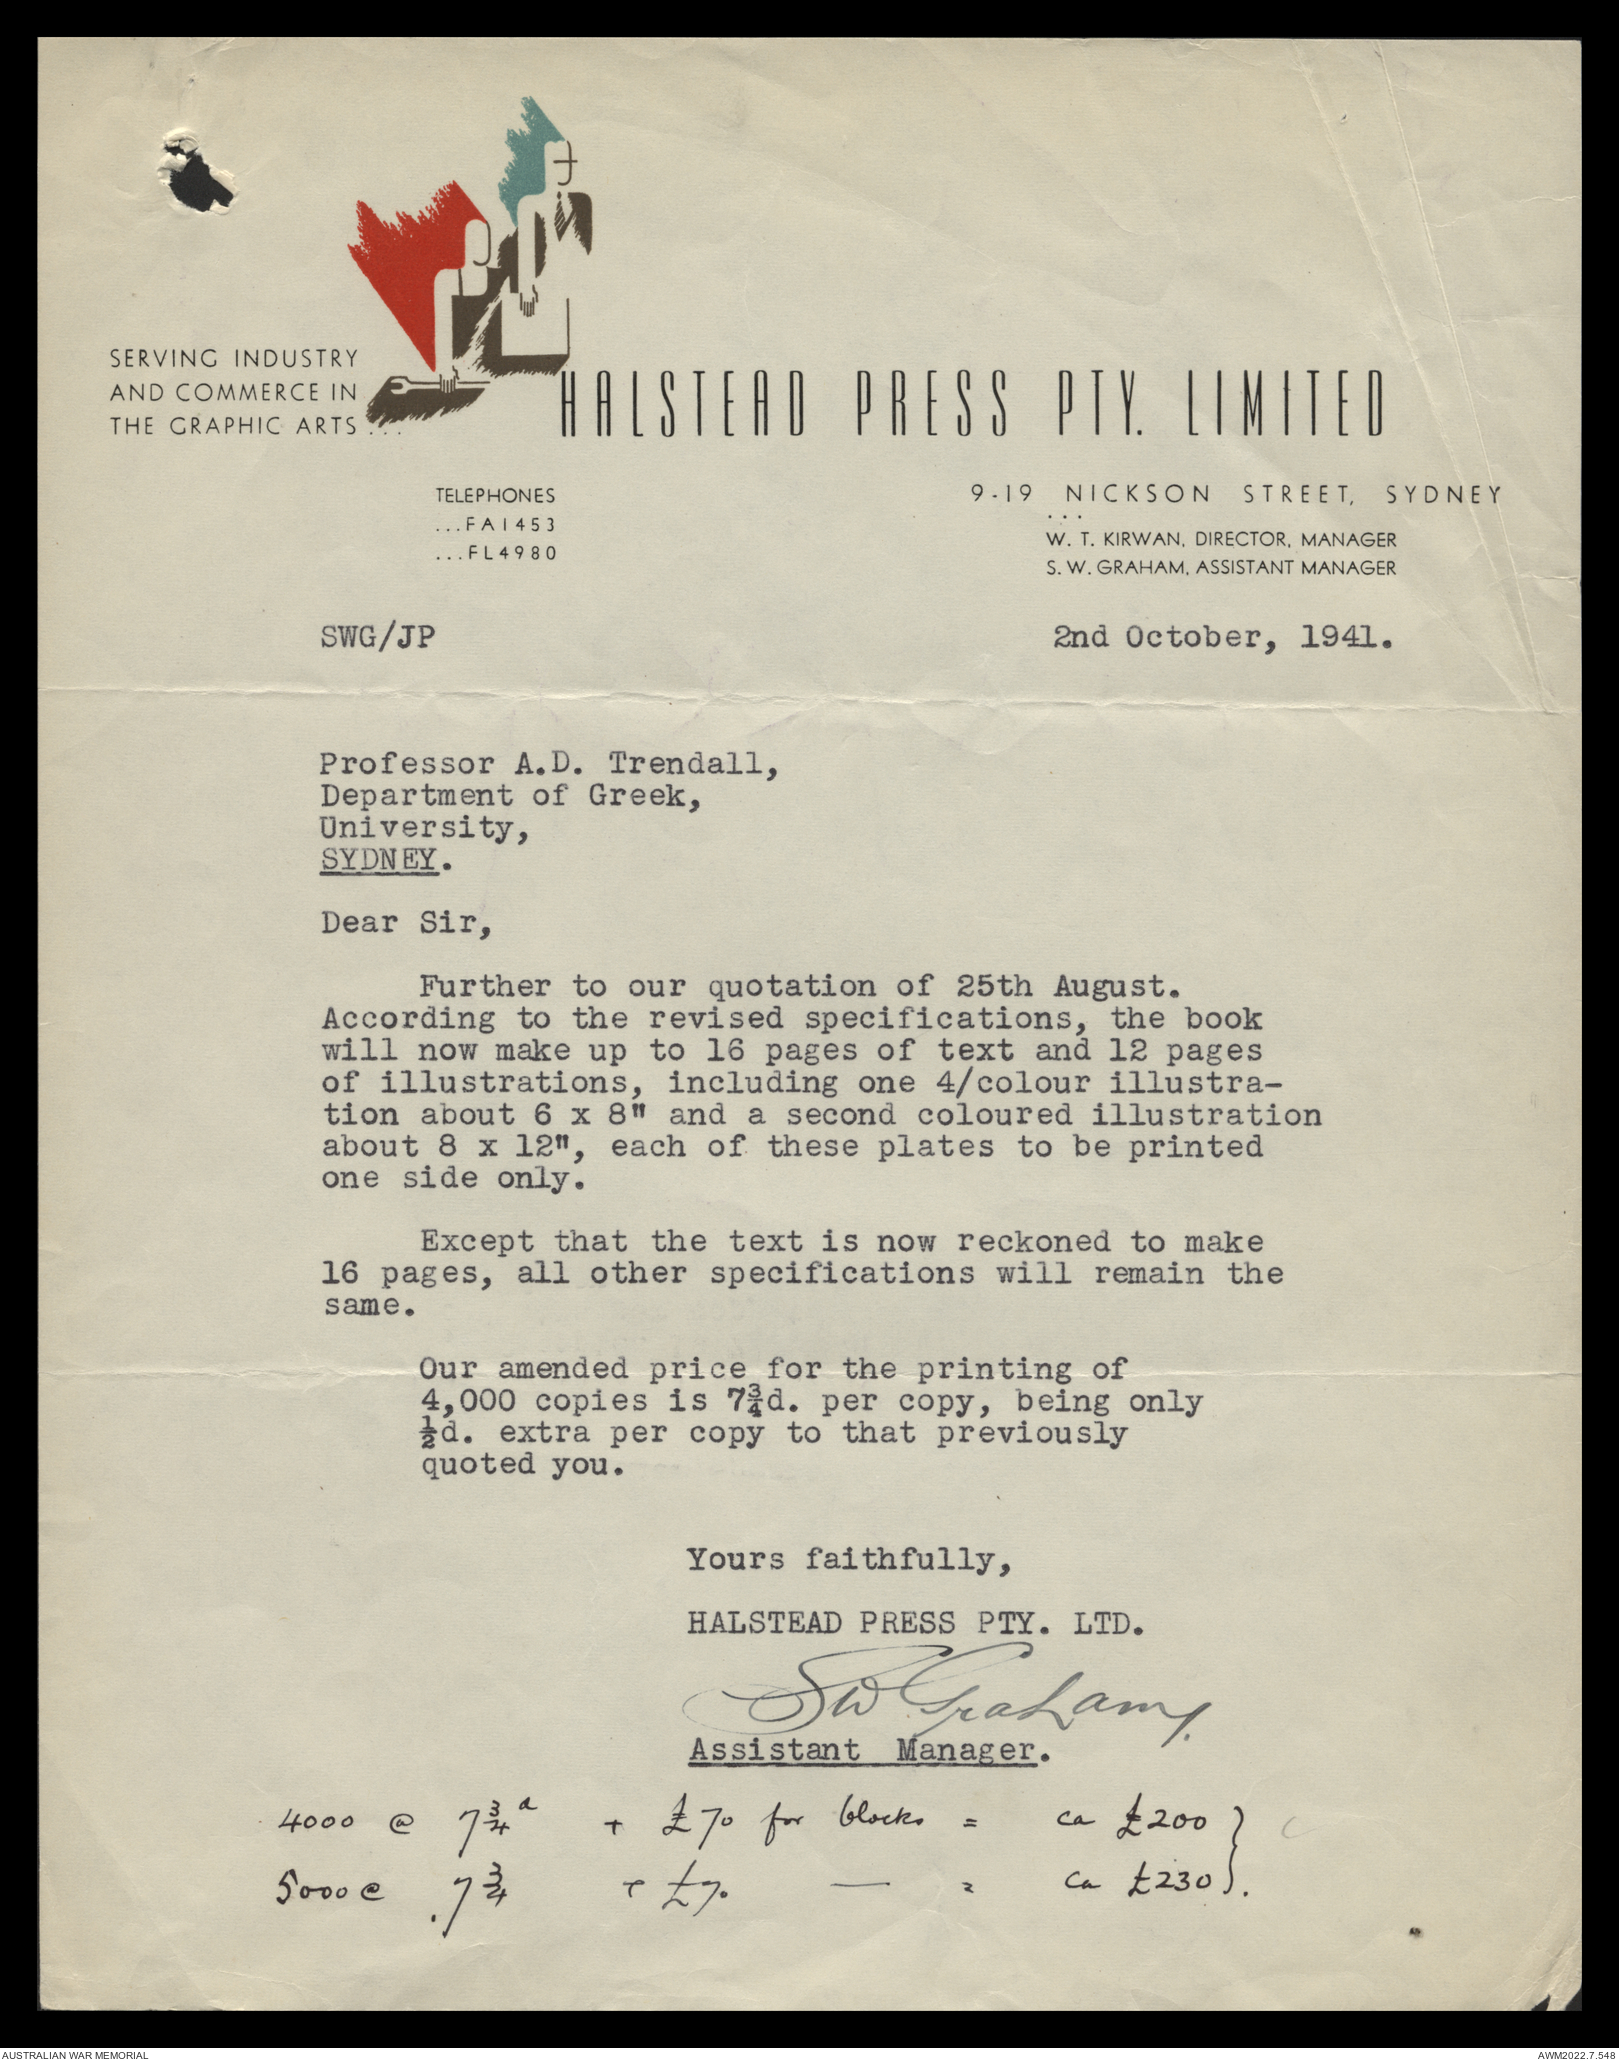 SERVING INDUSTRY
AND COMMERCE IN
THE GRAPHIC ARTS...
HALSTEAD PRESS PTY. LIMITED
TELEPHONES
...FA1453
...FL4980
9-19 NICKSON STREET, SYDNEY
...
W. T. KIRWAN, DIRECTOR, MANAGER
S. W. GRAHAM, ASSISTANT MANAGER
SWG/JP
2nd October, 1941.
Professor A.D. Trendall,
Department of Greek,
University,
SYDNEY.
Dear Sir,
Further to our quotation of 25th August.
According to the revised specifications, the book
will now make up to 16 pages of text and 12 pages
of illustrations, including one 4/colour illustra-
tion about 6 x 8" and a second coloured illustration
about 8 x 12", each of these plates to be printed
one side only.
Except that the text is now reckoned to make
16 pages, all other specifications will remain the
same.
Our amended price for the printing of
4,000 copies is 7¾d. per copy, being only
½d. extra per copy to that previously
quoted you.
Yours faithfully,
HALSTEAD PRESS PTY. LTD.
SW Graham
Assistant Manager.
4000 @ 7¾d + £70 for blocks = ca £200 }
5000 @ 7¾ + £70 — = ca £230 }.
AUSTRALIAN WAR MEMORIAL
AWM2022.7.548